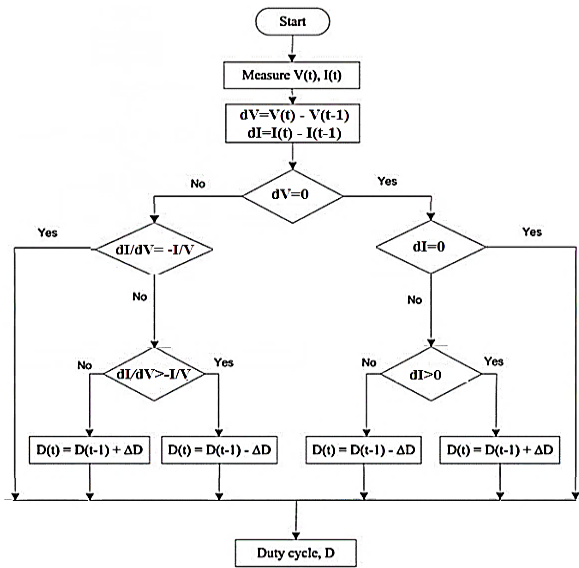 Start
Measure V(t), I(t)
dV=V(t) - V(t-1)
dI=I(t) - I(t-1)
No
dV=0
Yes
Yes
dI/dV= -I/V
dI=0
Yes
No
No
No
dI/dV>-I/V
Yes
No
dI>0
Yes
D(t) = D(t-1) + ΔD
D(t) = D(t-1) - ΔD
D(t) = D(t-1) - ΔD
D(t) = D(t-1) + ΔD
Duty cycle, D